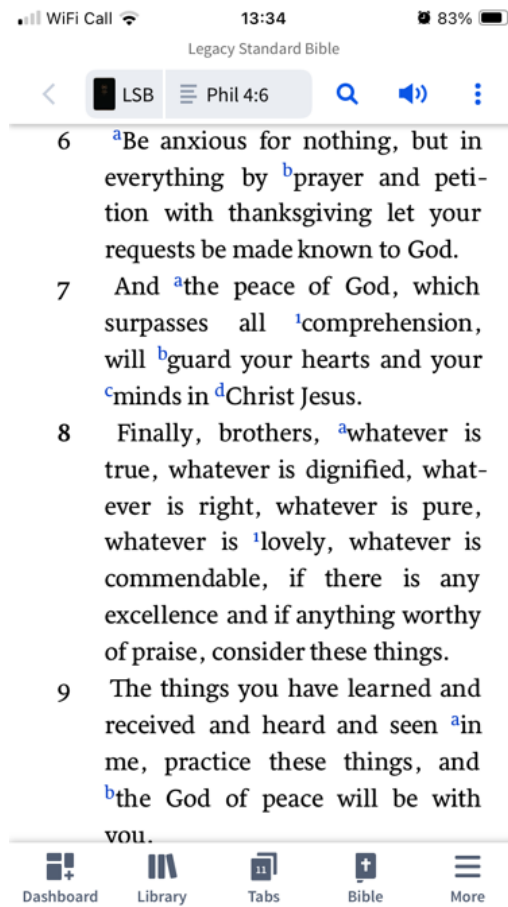 WiFi Call 13:34 83%
Legacy Standard Bible
LSB Phil 4:6
6 aBe anxious for nothing, but in
everything by bprayer and peti-
tion with thanksgiving let your
requests be made known to God.
7 And athe peace of God, which
surpasses all 1comprehension,
will bguard your hearts and your
cminds in dChrist Jesus.
8 Finally, brothers, awhatever is
true, whatever is dignified, what-
ever is right, whatever is pure,
whatever is 1lovely, whatever is
commendable, if there is any
excellence and if anything worthy
of praise, consider these things.
9 The things you have learned and
received and heard and seen ain
me, practice these things, and
bthe God of peace will be with
you.
11
Dashboard Library Tabs Bible More